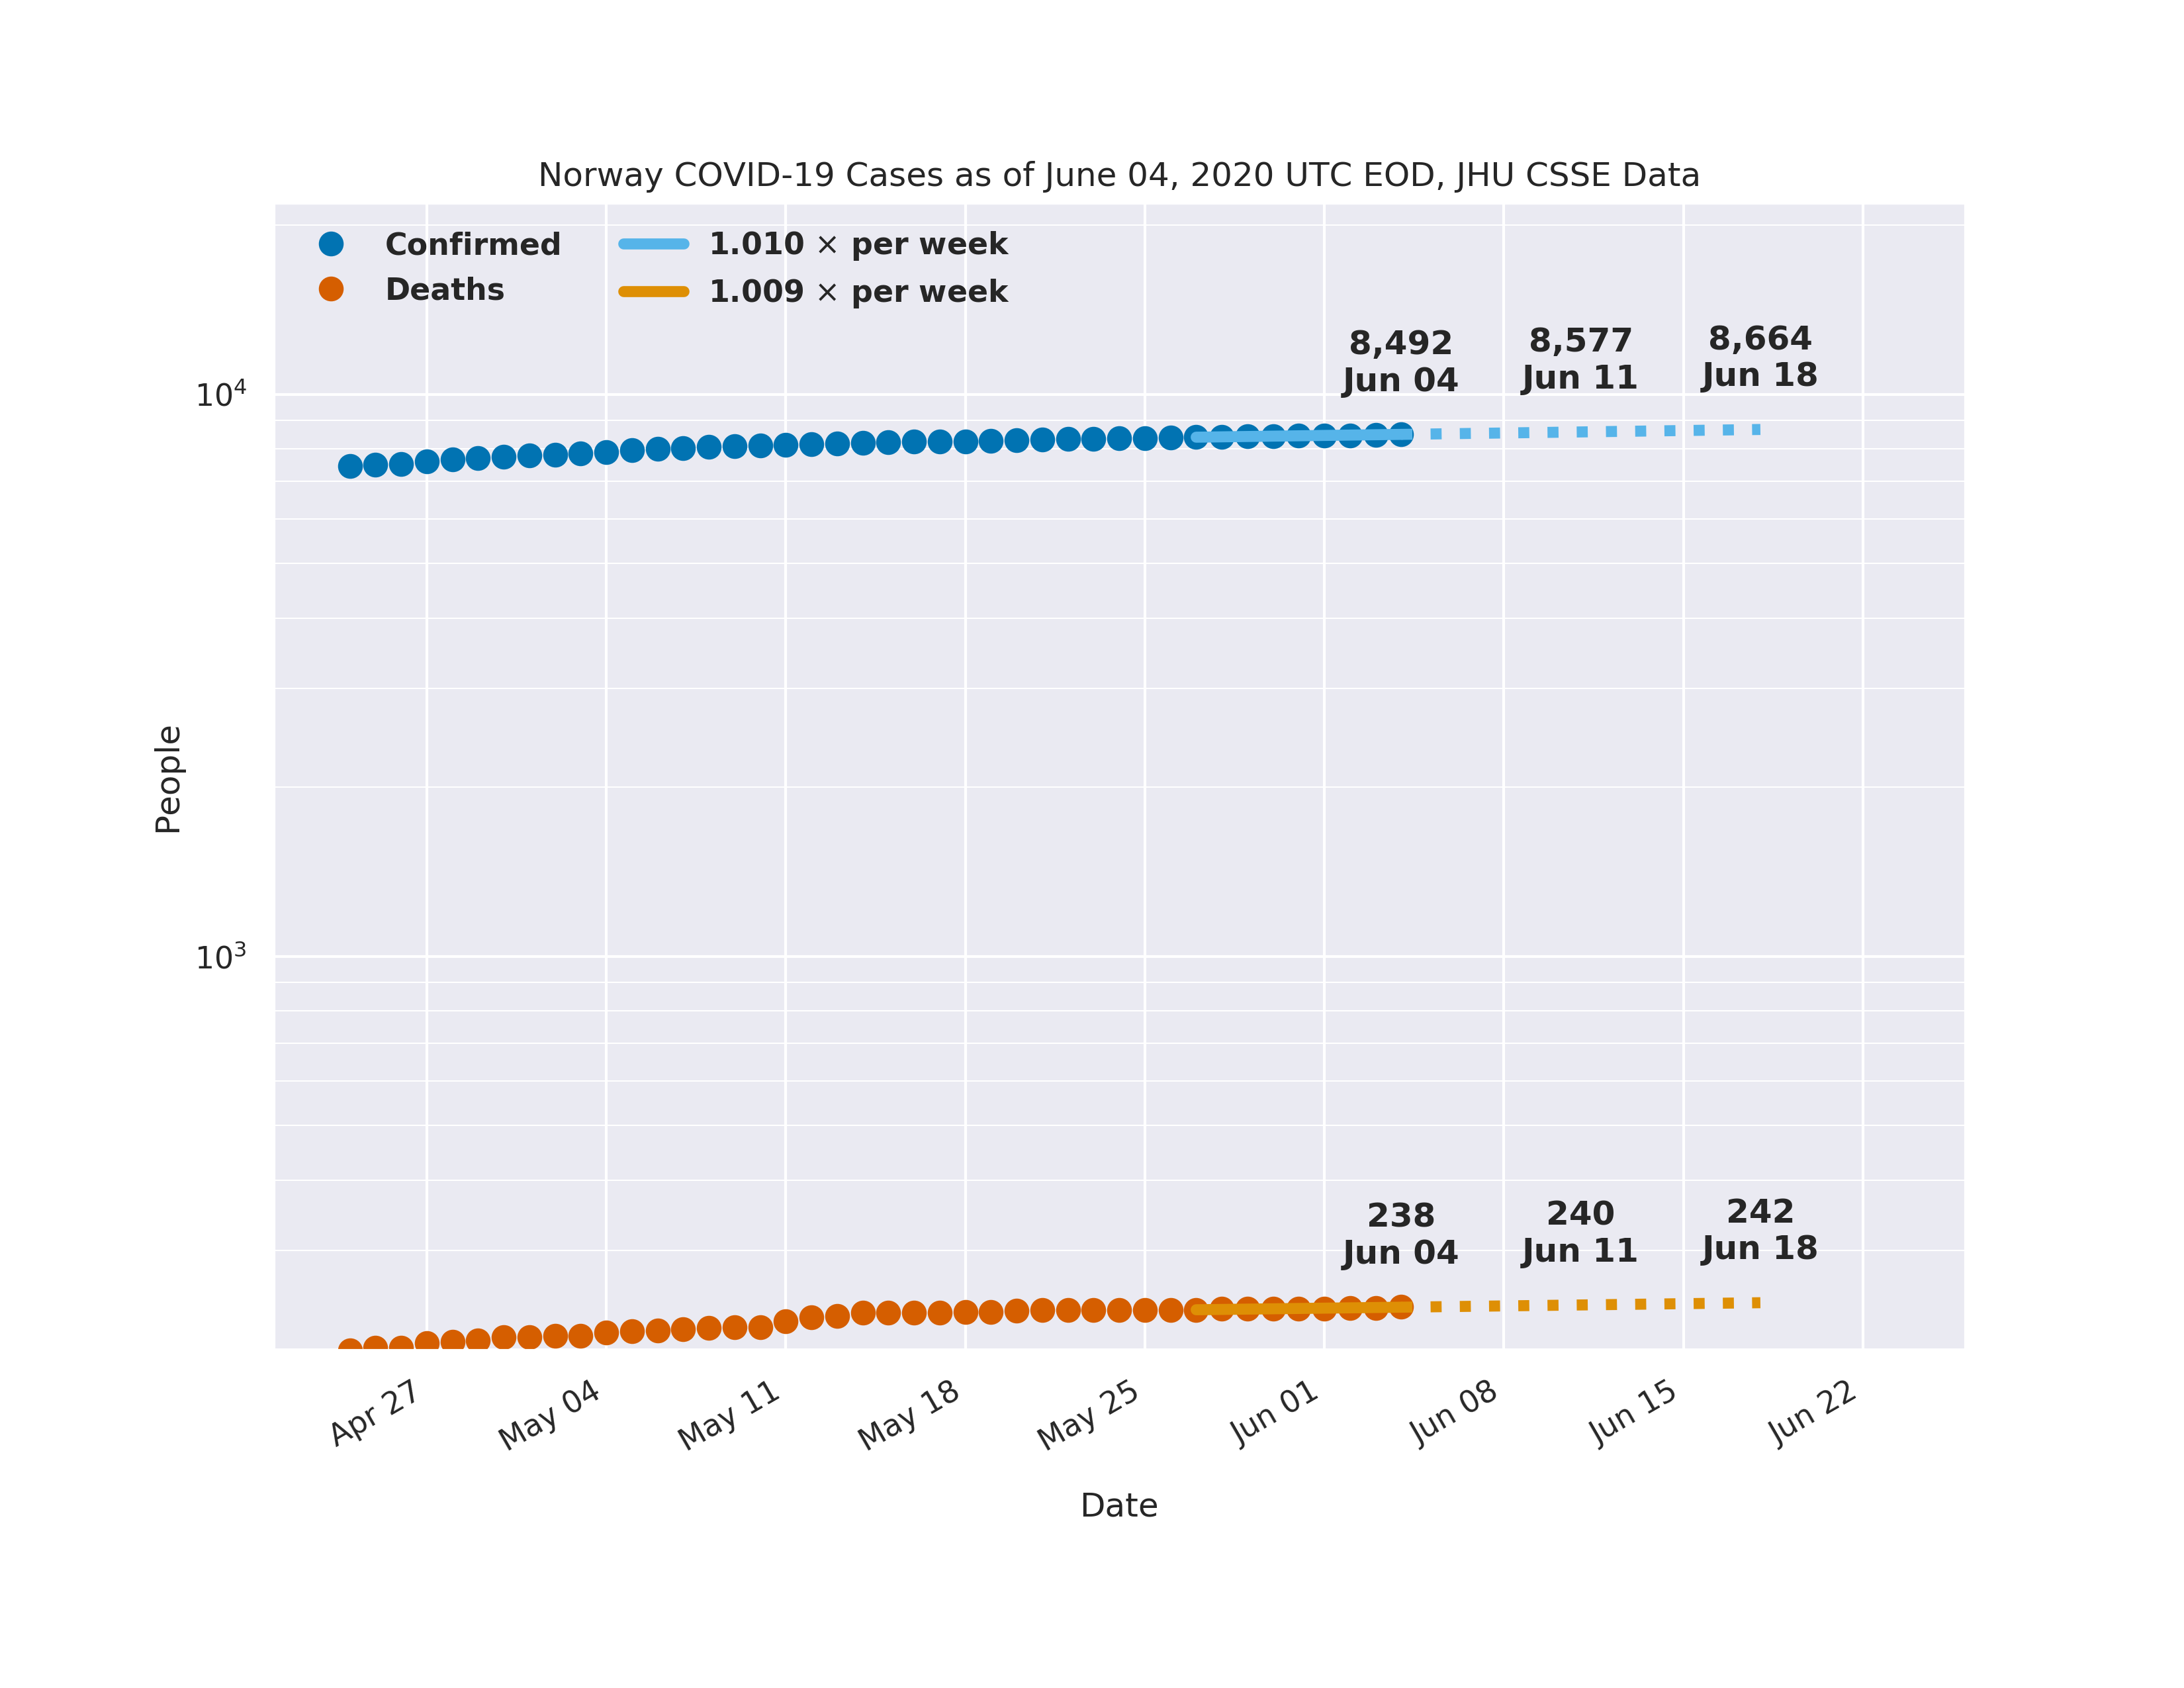 Norway COVID-19 Cases as of June 04, 2020 UTC EOD, JHU CSSE Data
Confirmed
Deaths
1.010 × per week
1.009 × per week
8,492
Jun 04
8,577
Jun 11
8,664
Jun 18
10⁴
10³
People
238
Jun 04
240
Jun 11
242
Jun 18
Apr 27
May 04
May 11
May 18
May 25
Jun 01
Jun 08
Jun 15
Jun 22
Date